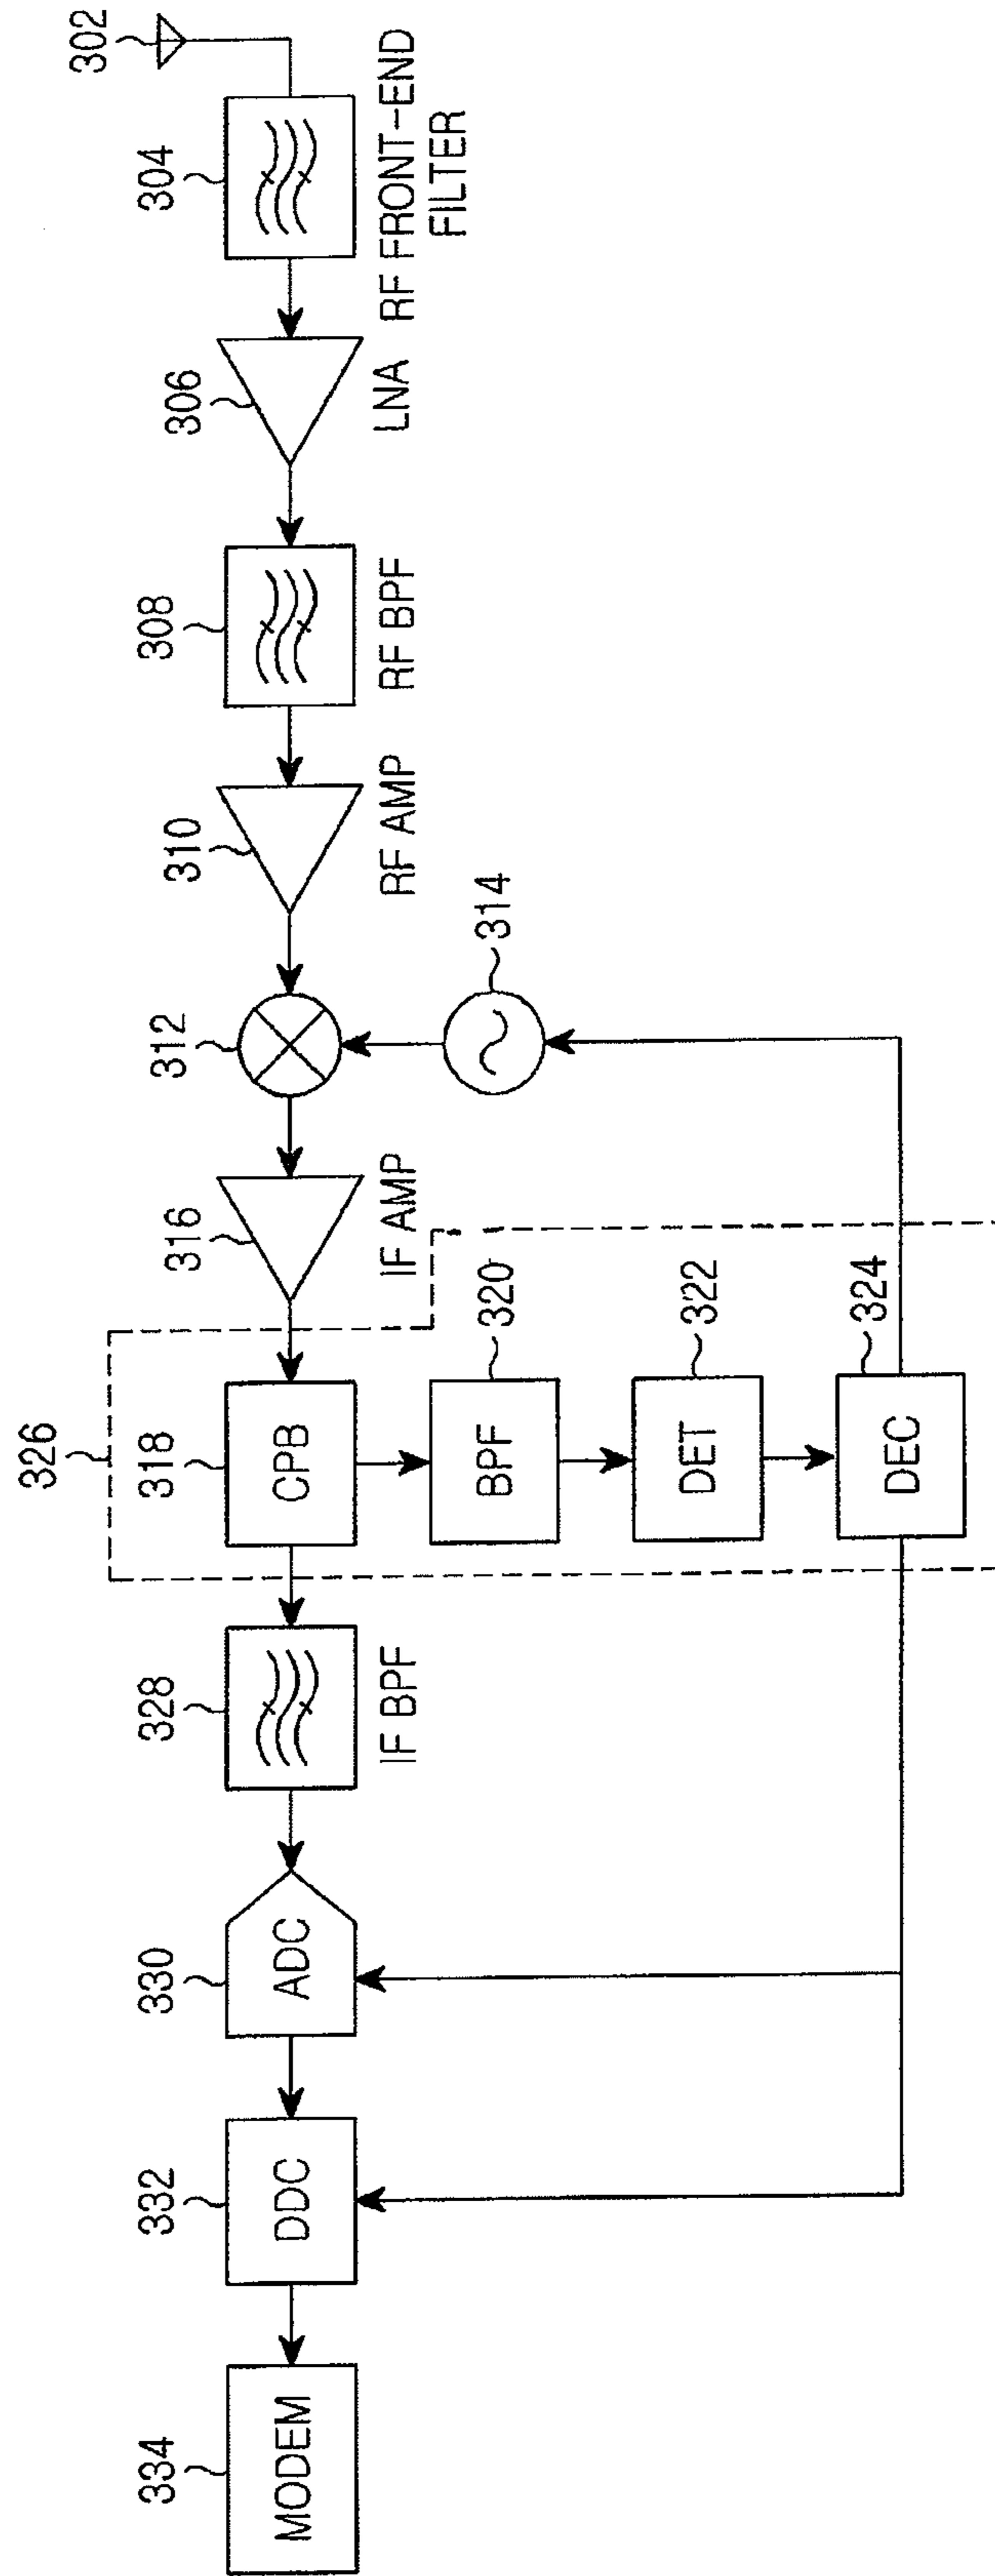 302
304
RF FRONT-END
FILTER
306
LNA
308
RF BPF
310
RF AMP
312
314
316
IF AMP
326
318
CPB
320
BPF
322
DET
324
DEC
328
IF BPF
330
ADC
332
DDC
334
MODEM